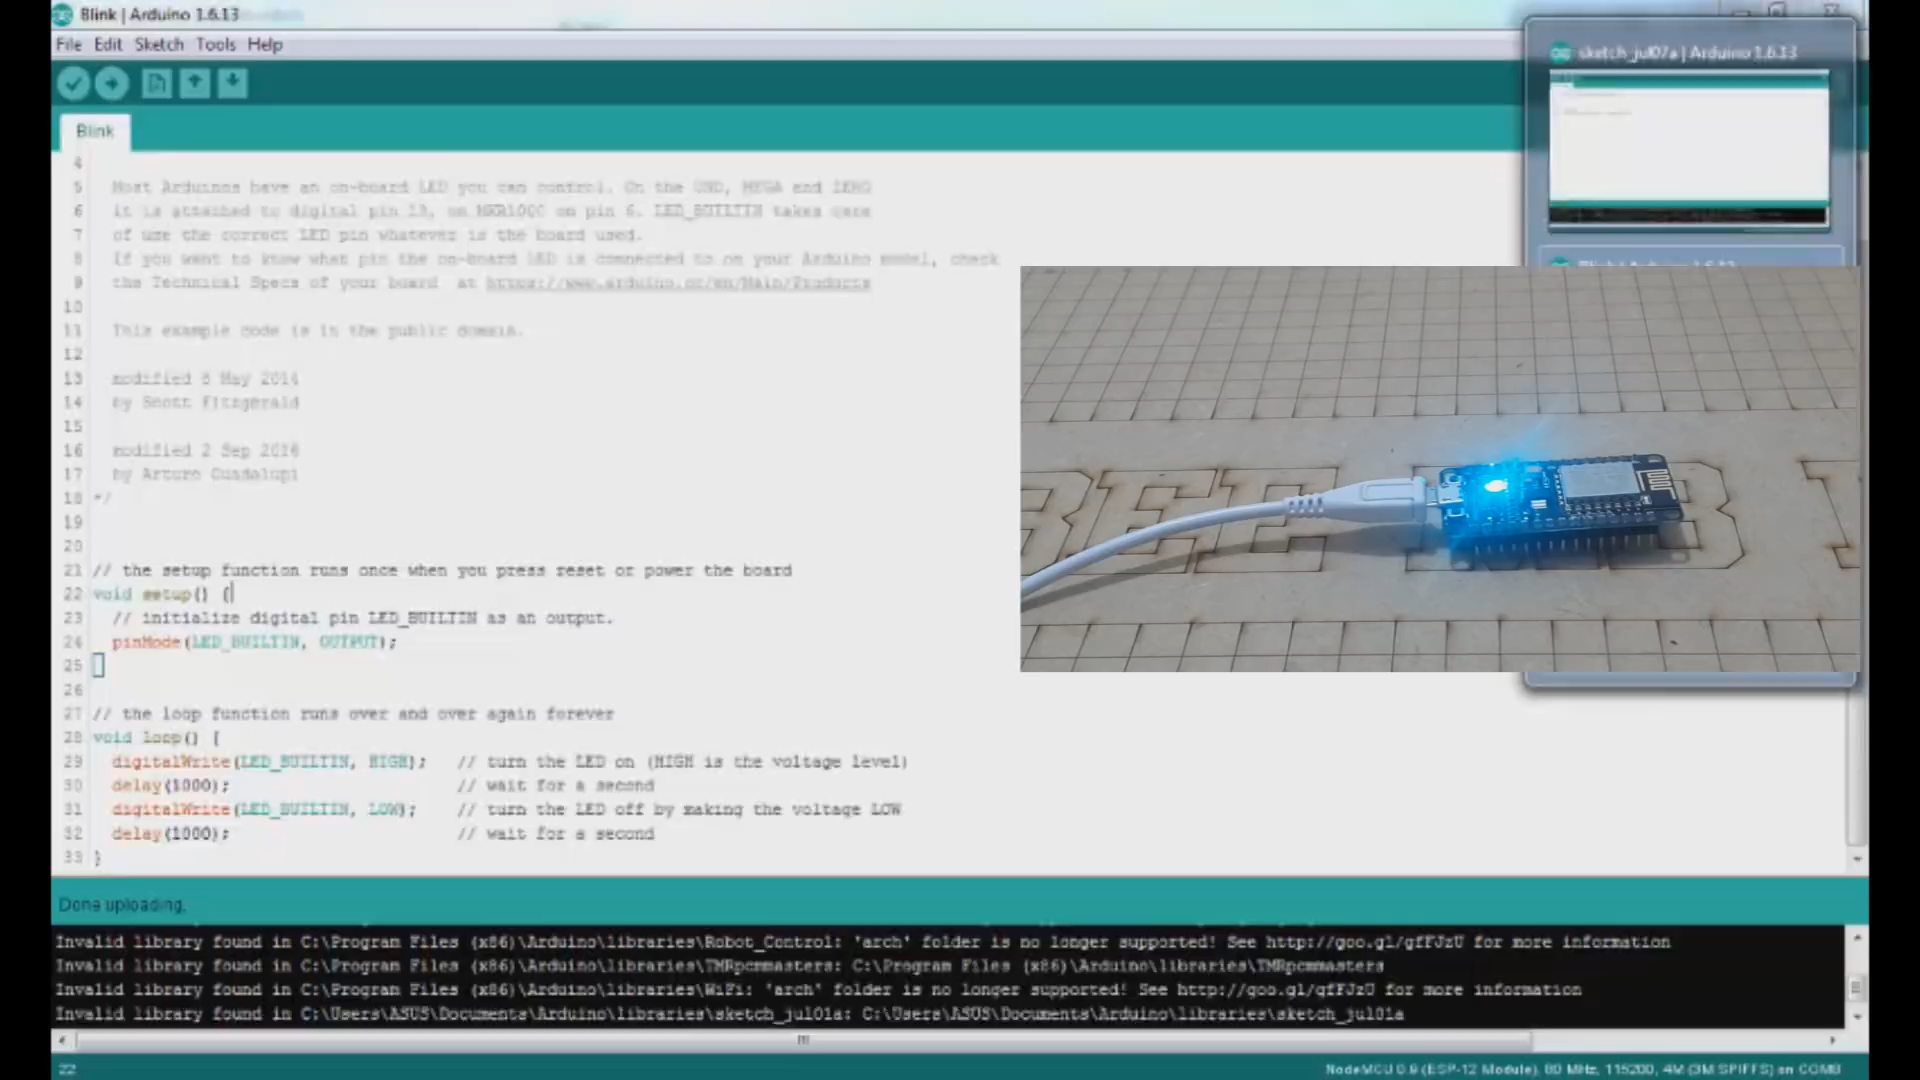 Blink | Arduino 1.6.13
File Edit Sketch Tools Help
sketch_jul07a | Arduino 1.6.13
Blink
4
5 Most Arduinos have an on-board LED you can control. On the UNO, MEGA and ZERO
6 it is attached to digital pin 13, on MKR1000 on pin 6. LED_BUILTIN takes care
7 of use the correct LED pin whatever is the board used.
8 If you want to know what pin the on-board LED is connected to on your Arduino model, check
9 the Technical Specs of your board at https://www.arduino.cc/en/Main/Products
10
11 This example code is in the public domain.
12
13 modified 8 May 2014
14 by Scott Fitzgerald
15
16 modified 2 Sep 2016
17 by Arturo Guadalupi
18 */
19
20
21 // the setup function runs once when you press reset or power the board
22 void setup() {
23 // initialize digital pin LED_BUILTIN as an output.
24 pinMode(LED_BUILTIN, OUTPUT);
25
26
27 // the loop function runs over and over again forever
28 void loop() {
29 digitalWrite(LED_BUILTIN, HIGH); // turn the LED on (HIGH is the voltage level)
30 delay(1000); // wait for a second
31 digitalWrite(LED_BUILTIN, LOW); // turn the LED off by making the voltage LOW
32 delay(1000); // wait for a second
33 }
Done uploading.
Invalid library found in C:\Program Files (x86)\Arduino\libraries\Robot_Control: 'arch' folder is no longer supported! See http://goo.gl/gfFJzU for more information
Invalid library found in C:\Program Files (x86)\Arduino\libraries\TMRpcmmasters: C:\Program Files (x86)\Arduino\libraries\TMRpcmmasters
Invalid library found in C:\Program Files (x86)\Arduino\libraries\WiFi: 'arch' folder is no longer supported! See http://goo.gl/gfFJzU for more information
Invalid library found in C:\Users\ASUS\Documents\Arduino\libraries\sketch_jul01a: C:\Users\ASUS\Documents\Arduino\libraries\sketch_jul01a
22
NodeMCU 0.9 (ESP-12 Module), 80 MHz, 115200, 4M (3M SPIFFS) on COM8